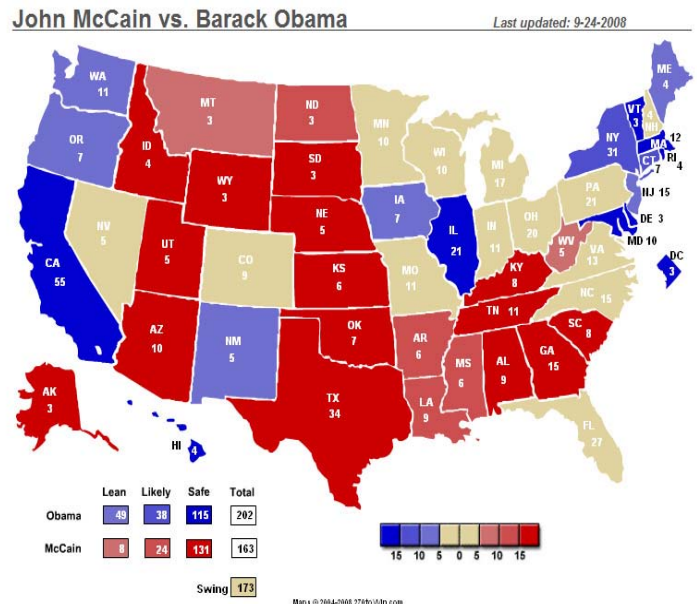 John McCain vs. Barack Obama
Last updated: 9-24-2008
WA
11
OR
7
CA
55
NV
5
ID
4
MT
3
WY
3
UT
5
AZ
10
CO
9
NM
5
ND
3
SD
3
NE
5
KS
6
OK
7
TX
34
MN
10
IA
7
MO
11
AR
6
LA
9
WI
10
IL
21
MI
17
IN
11
OH
20
KY
8
TN 11
MS
6
AL
9
GA
15
FL
27
SC
8
NC 15
VA
13
WV
5
PA
21
NY
31
VT
3
4
NH
ME
4
MA
12
RI
4
CT
7
NJ 15
DE 3
MD 10
DC
3
AK
3
HI
4
Lean Likely Safe Total
Obama 49 38 115 202
McCain 8 24 131 163
Swing 173
15 10 5 0 5 10 15
Maps © 2004-2008 270toWin.com